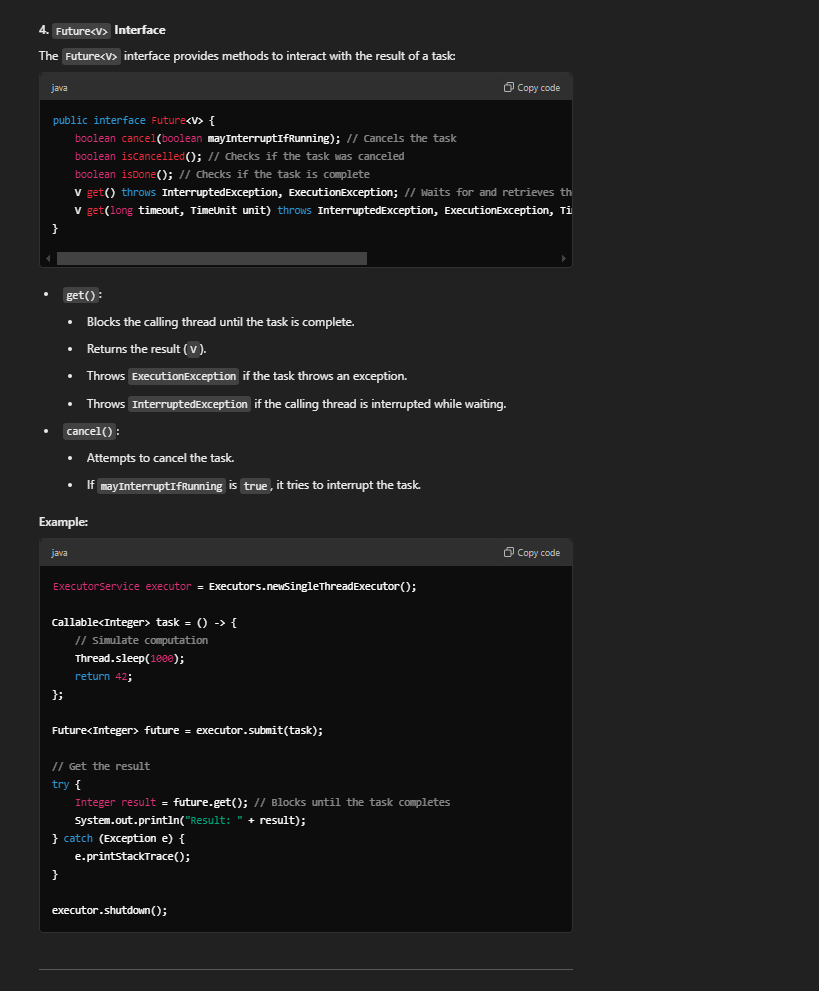 4. Future<V> Interface
The Future<V> interface provides methods to interact with the result of a task:
java
Copy code
public interface Future<V> {
    boolean cancel(boolean mayInterruptIfRunning); // Cancels the task
    boolean isCancelled(); // Checks if the task was canceled
    boolean isDone(); // Checks if the task is complete
    V get() throws InterruptedException, ExecutionException; // Waits for and retrieves th
    V get(long timeout, TimeUnit unit) throws InterruptedException, ExecutionException, Ti
}
• get():
• Blocks the calling thread until the task is complete.
• Returns the result (V).
• Throws ExecutionException if the task throws an exception.
• Throws InterruptedException if the calling thread is interrupted while waiting.
• cancel():
• Attempts to cancel the task.
• If mayInterruptIfRunning is true, it tries to interrupt the task.
Example:
java
Copy code
ExecutorService executor = Executors.newSingleThreadExecutor();
Callable<Integer> task = () -> {
    // Simulate computation
    Thread.sleep(1000);
    return 42;
};
Future<Integer> future = executor.submit(task);
// Get the result
try {
    Integer result = future.get(); // Blocks until the task completes
    System.out.println("Result: " + result);
} catch (Exception e) {
    e.printStackTrace();
}
executor.shutdown();